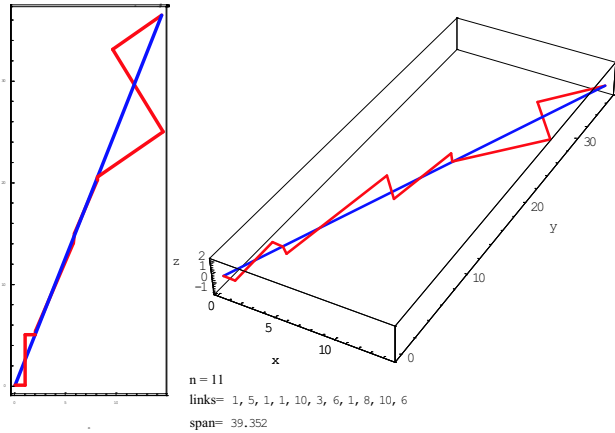 z
2
1
0
-1
0
5
10
x
0
10
20
30
y
n = 11
links= 1, 5, 1, 1, 10, 3, 6, 1, 8, 10, 6
span= 39.352